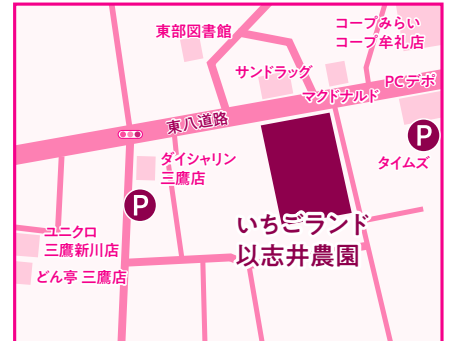 東部図書館
コープみらい
コープ牟礼店
サンドラッグ
マクドナルド
PCデポ
東八道路
P
タイムズ
ダイシャリン
三鷹店
P
いちごランド
以志井農園
ユニクロ
三鷹新川店
どん亭 三鷹店